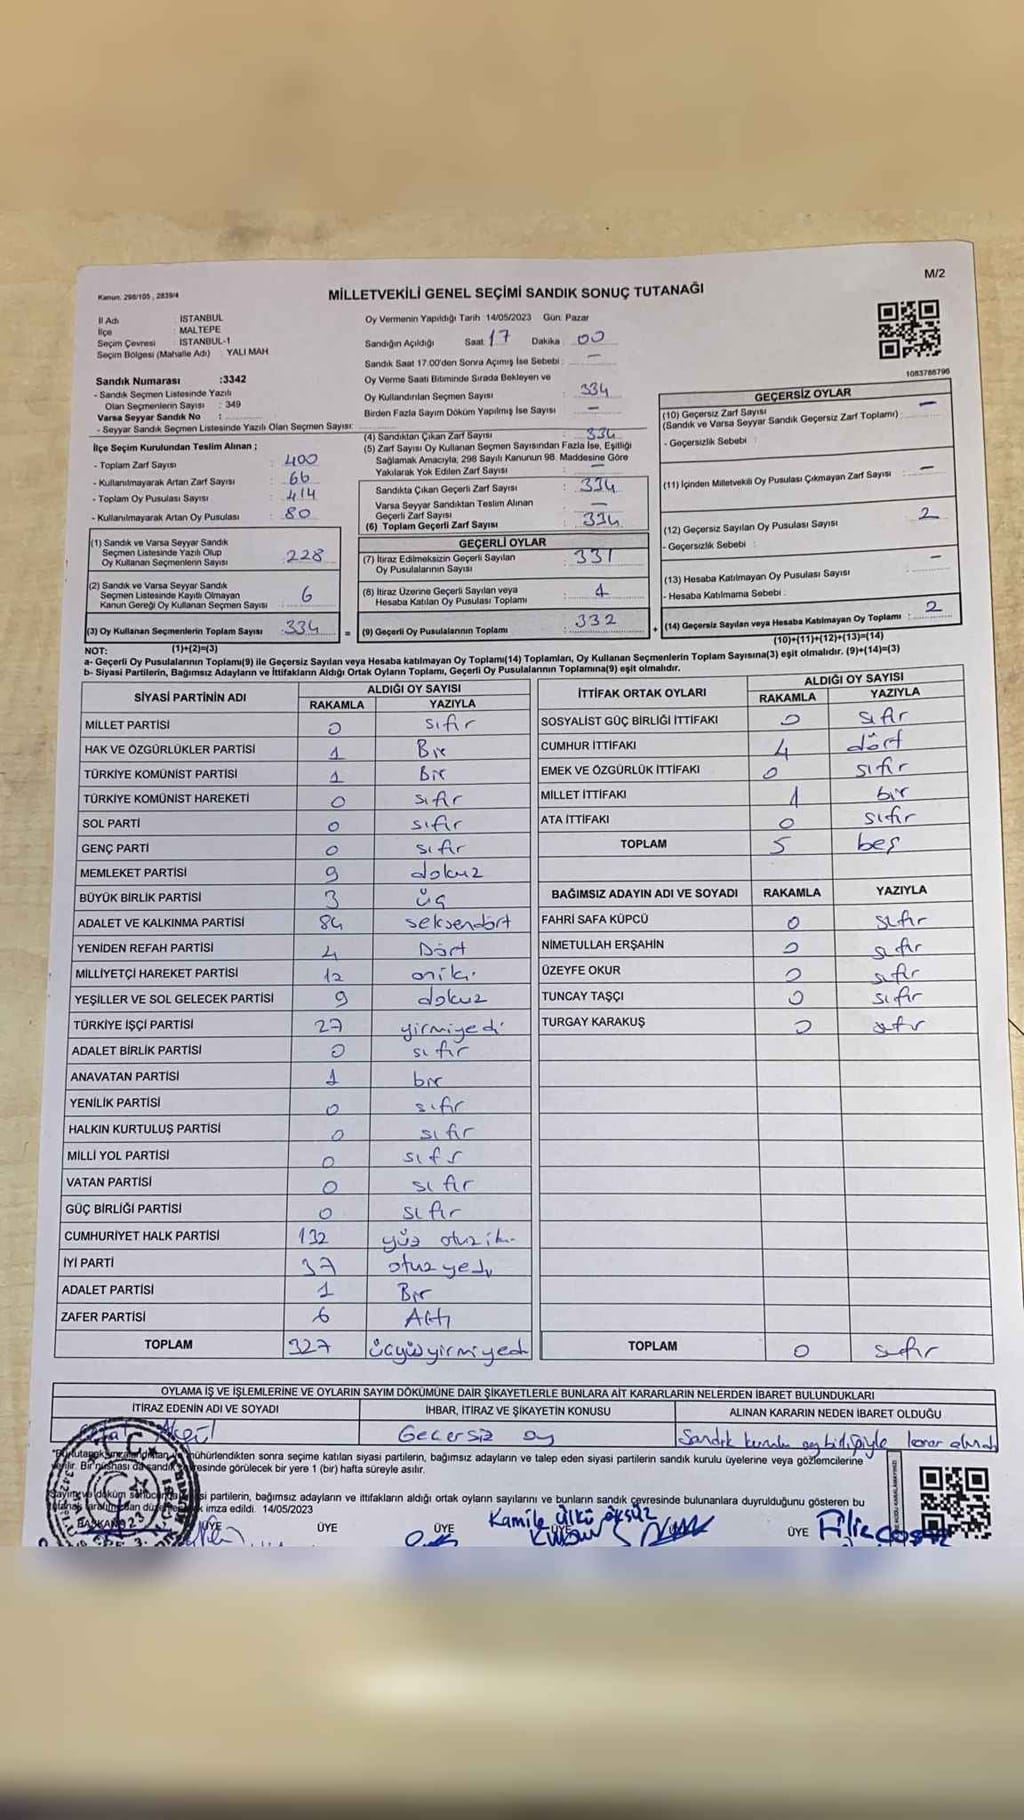 M/2
Kanun: 298/105 , 2839/4
MİLLETVEKİLİ GENEL SEÇİMİ SANDIK SONUÇ TUTANAĞI
İl Adı : İSTANBUL
İlçe : MALTEPE
Seçim Çevresi : İSTANBUL-1
Seçim Bölgesi (Mahalle Adı) : YALI MAH
Oy Vermenin Yapıldığı Tarih 14/05/2023 Gün: Pazar
Sandığın Açıldığı Saat 17 Dakika 00
Sandık Saat 17.00'den Sonra Açımış İse Sebebi : —
Oy Verme Saati Bitiminde Sırada Bekleyen ve
Oy Kullandırılan Seçmen Sayısı : 334
Birden Fazla Sayım Döküm Yapılmış İse Sayısı : —
1083786796
Sandık Numarası :3342
- Sandık Seçmen Listesinde Yazılı
Olan Seçmenlerin Sayısı : 349
Varsa Seyyar Sandık No :
- Seyyar Sandık Seçmen Listesinde Yazılı Olan Seçmen Sayısı:
İlçe Seçim Kurulundan Teslim Alınan ;
- Toplam Zarf Sayısı : 400
- Kullanılmayarak Artan Zarf Sayısı : 66
- Toplam Oy Pusulası Sayısı : 414
- Kullanılmayarak Artan Oy Pusulası : 80
(1) Sandık ve Varsa Seyyar Sandık
Seçmen Listesinde Yazılı Olup
Oy Kullanan Seçmenlerin Sayısı : 228
(2) Sandık ve Varsa Seyyar Sandık
Seçmen Listesinde Kayıtlı Olmayan
Kanun Gereği Oy Kullanan Seçmen Sayısı : 6
(3) Oy Kullanan Seçmenlerin Toplam Sayısı : 334
(4) Sandıktan Çıkan Zarf Sayısı : 334
(5) Zarf Sayısı Oy Kullanan Seçmen Sayısından Fazla İse, Eşitliği
Sağlamak Amacıyla, 298 Sayılı Kanunun 98. Maddesine Göre
Yakılarak Yok Edilen Zarf Sayısı : —
Sandıkta Çıkan Geçerli Zarf Sayısı : 334
Varsa Seyyar Sandıktan Teslim Alınan
Geçerli Zarf Sayısı : —
(6) Toplam Geçerli Zarf Sayısı : 334
GEÇERLİ OYLAR
(7) İtiraz Edilmeksizin Geçerli Sayılan
Oy Pusulalarının Sayısı : 331
(8) İtiraz Üzerine Geçerli Sayılan veya
Hesaba Katılan Oy Pusulası Toplamı : 1
= (9) Geçerli Oy Pusulalarının Toplamı : 332 +
GEÇERSİZ OYLAR
(10) Geçersiz Zarf Sayısı
(Sandık ve Varsa Seyyar Sandık Geçersiz Zarf Toplamı) : —
- Geçersizlik Sebebi :
(11) İçinden Milletvekili Oy Pusulası Çıkmayan Zarf Sayısı : —
(12) Geçersiz Sayılan Oy Pusulası Sayısı : 2
- Geçersizlik Sebebi :
(13) Hesaba Katılmayan Oy Pusulası Sayısı : —
- Hesaba Katılmama Sebebi :
(14) Geçersiz Sayılan veya Hesaba Katılmayan Oy Toplamı : 2
NOT: (1)+(2)=(3) (10)+(11)+(12)+(13)=(14)
a- Geçerli Oy Pusulalarının Toplamı(9) ile Geçersiz Sayılan veya Hesaba katılmayan Oy Toplamı(14) Toplamları, Oy Kullanan Seçmenlerin Toplam Sayısına(3) eşit olmalıdır. (9)+(14)=(3)
b- Siyasi Partilerin, Bağımsız Adayların ve İttifakların Aldığı Ortak Oyların Toplamı, Geçerli Oy Pusulalarının Toplamına(9) eşit olmalıdır.
SİYASİ PARTİNİN ADI ALDIĞI OY SAYISI
RAKAMLA YAZIYLA
MİLLET PARTİSİ 0 sıfır
HAK VE ÖZGÜRLÜKLER PARTİSİ 1 Bir
TÜRKİYE KOMÜNİST PARTİSİ 1 Bir
TÜRKİYE KOMÜNİST HAREKETİ 0 sıfır
SOL PARTİ 0 sıfır
GENÇ PARTİ 0 sıfır
MEMLEKET PARTİSİ 9 dokuz
BÜYÜK BİRLİK PARTİSİ 3 üç
ADALET VE KALKINMA PARTİSİ 84 seksendört
YENİDEN REFAH PARTİSİ 4 Dört
MİLLİYETÇİ HAREKET PARTİSİ 12 oniki
YEŞİLLER VE SOL GELECEK PARTİSİ 9 dokuz
TÜRKİYE İŞÇİ PARTİSİ 27 yirmiyedi
ADALET BİRLİK PARTİSİ 0 sıfır
ANAVATAN PARTİSİ 1 bir
YENİLİK PARTİSİ 0 sıfır
HALKIN KURTULUŞ PARTİSİ 0 sıfır
MİLLİ YOL PARTİSİ 0 sıfır
VATAN PARTİSİ 0 sıfır
GÜÇ BİRLİĞİ PARTİSİ 0 sıfır
CUMHURİYET HALK PARTİSİ 132 yüz otuz iki
İYİ PARTİ 37 otuz yedi
ADALET PARTİSİ 1 Bir
ZAFER PARTİSİ 6 Altı
TOPLAM 327 üçyüzyirmiyedi
İTTİFAK ORTAK OYLARI ALDIĞI OY SAYISI
RAKAMLA YAZIYLA
SOSYALİST GÜÇ BİRLİĞİ İTTİFAKI 0 sıfır
CUMHUR İTTİFAKI 4 dört
EMEK VE ÖZGÜRLÜK İTTİFAKI 0 sıfır
MİLLET İTTİFAKI 1 bir
ATA İTTİFAKI 0 sıfır
TOPLAM 5 beş
BAĞIMSIZ ADAYIN ADI VE SOYADI RAKAMLA YAZIYLA
FAHRİ SAFA KÜPCÜ 0 sıfır
NİMETULLAH ERŞAHİN 0 sıfır
ÜZEYFE OKUR 0 sıfır
TUNCAY TAŞÇI 0 sıfır
TURGAY KARAKUŞ 0 sıfır
TOPLAM 0 sıfır
OYLAMA İŞ VE İŞLEMLERİNE VE OYLARIN SAYIM DÖKÜMÜNE DAİR ŞİKAYETLERLE BUNLARA AİT KARARLARIN NELERDEN İBARET BULUNDUKLARI
İTİRAZ EDENİN ADI VE SOYADI İHBAR, İTİRAZ VE ŞİKAYETİN KONUSU ALINAN KARARIN NEDEN İBARET OLDUĞU
Geçersiz oy Sandık kurulu oybirliğiyle karar alındı
mühürlendikten sonra seçime katılan siyasi partilerin, bağımsız adayların ve talep eden siyasi partilerin sandık kurulu üyelerine veya gözlemcilerine
verilir. Bir nüshası da sandık çevresinde görülecek bir yere 1 (bir) hafta süreyle asılır.
si partilerin, bağımsız adayların ve ittifakların aldığı ortak oyların sayılarını ve bunların sandık çevresinde bulunanlara duyrulduğunu gösteren bu
imza edildi. 14/05/2023
BAŞKAN ÜYE ÜYE ÜYE ÜYE ÜYE
Kamile Ülkü Öksüz